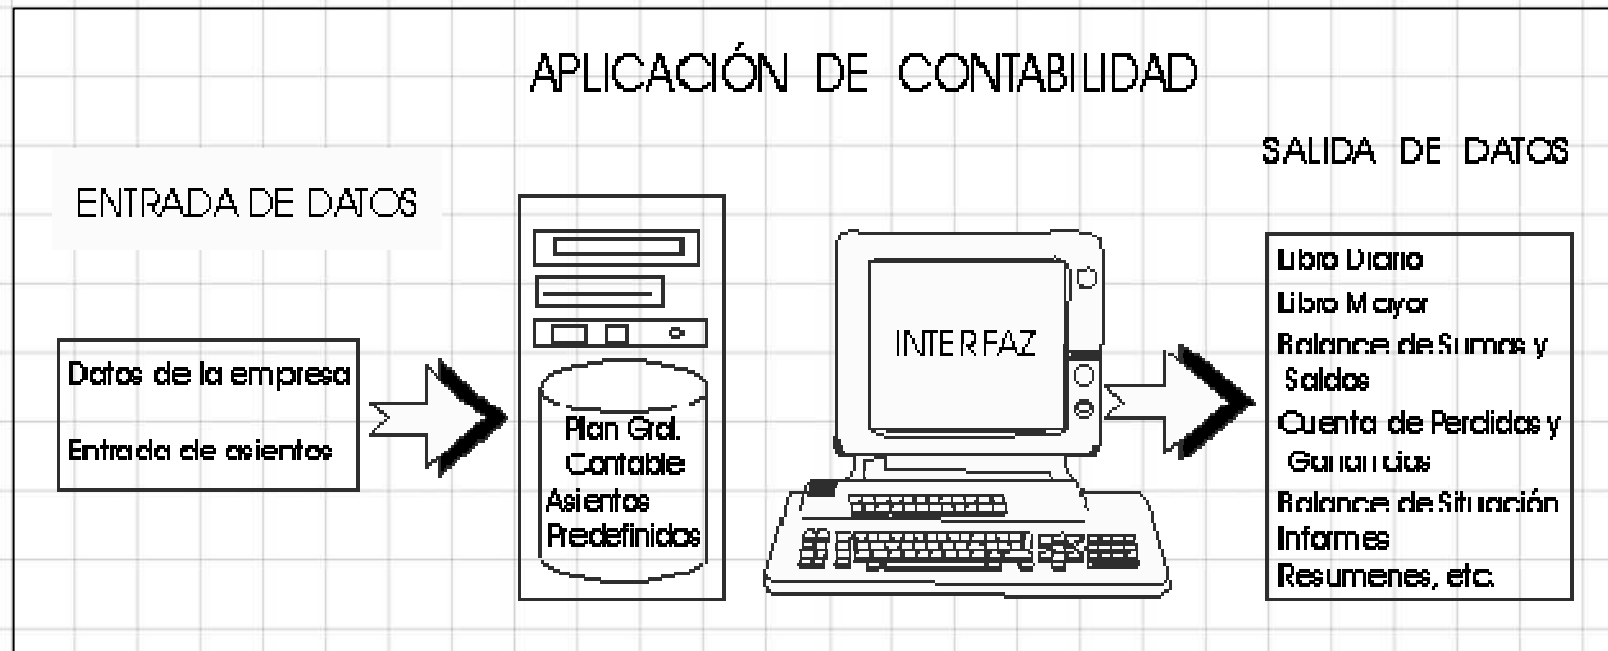 APLICACIÓN DE CONTABILIDAD
ENTRADA DE DATOS
Datos de la empresa
Entrada de asientos
Plan Gral.
Contable
Asientos
Predefinidos
INTERFAZ
SALIDA DE DATOS
Libro Diario
Libro Mayor
Balance de Sumas y
Saldos
Cuenta de Perdidas y
Ganancias
Balance de Situación
Informes
Resumenes, etc.